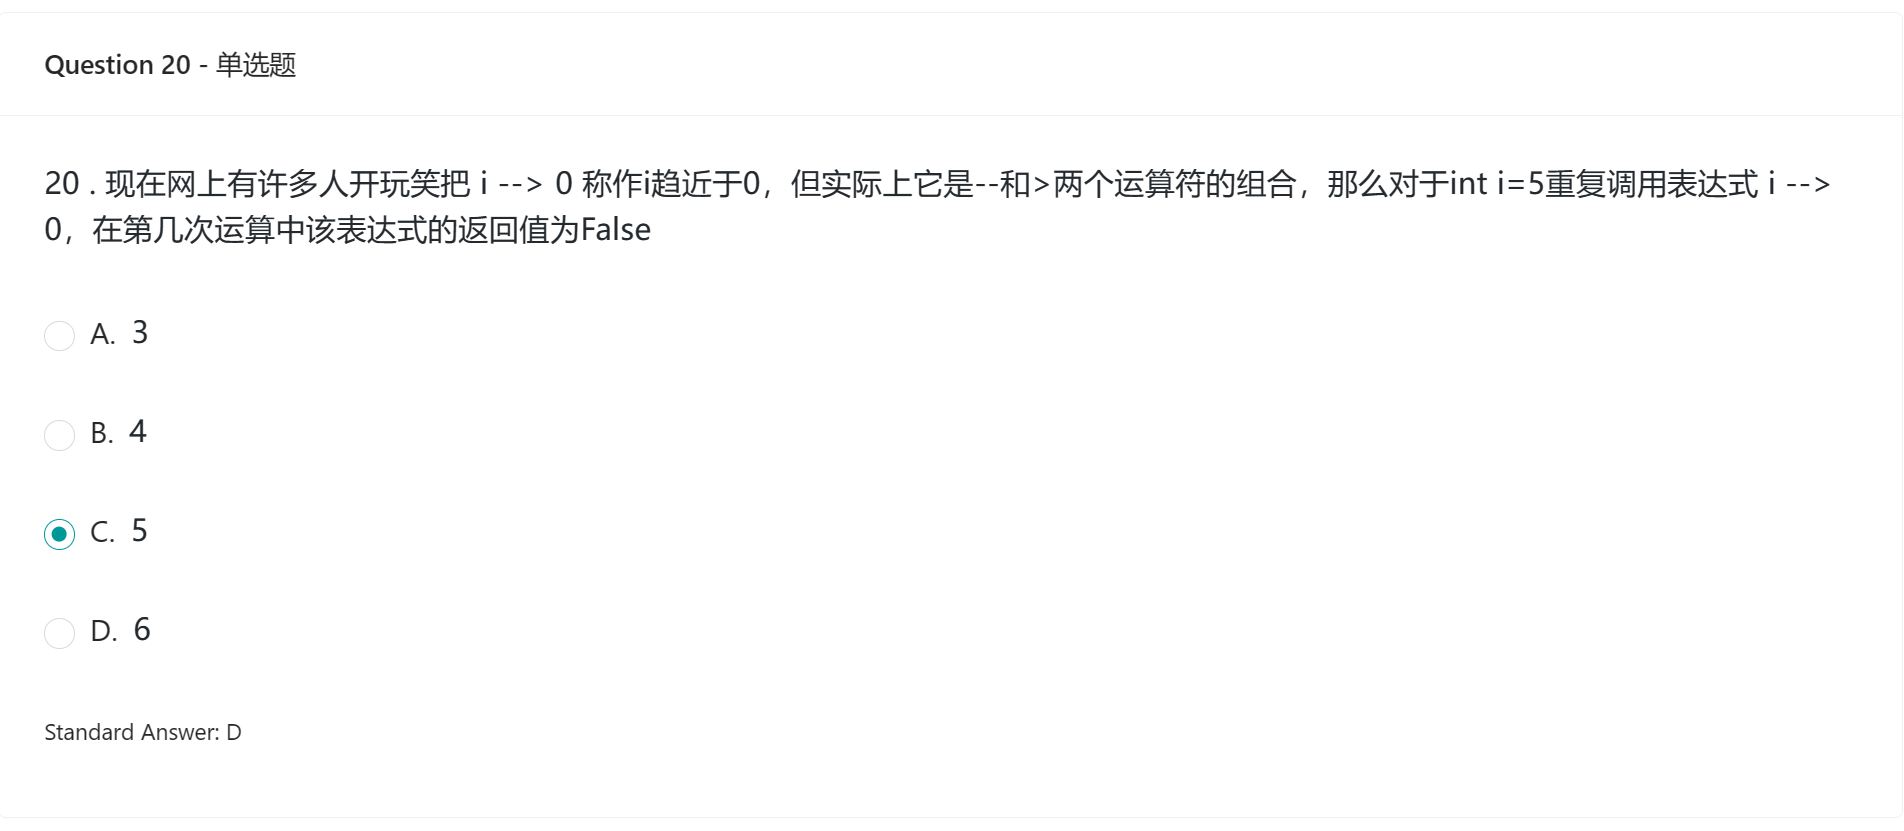 Question 20 - 单选题
20 . 现在网上有许多人开玩笑把 i --> 0 称作i趋近于0，但实际上它是--和>两个运算符的组合，那么对于int i=5重复调用表达式 i -->
0，在第几次运算中该表达式的返回值为False
A. 3
B. 4
C. 5
D. 6
Standard Answer: D